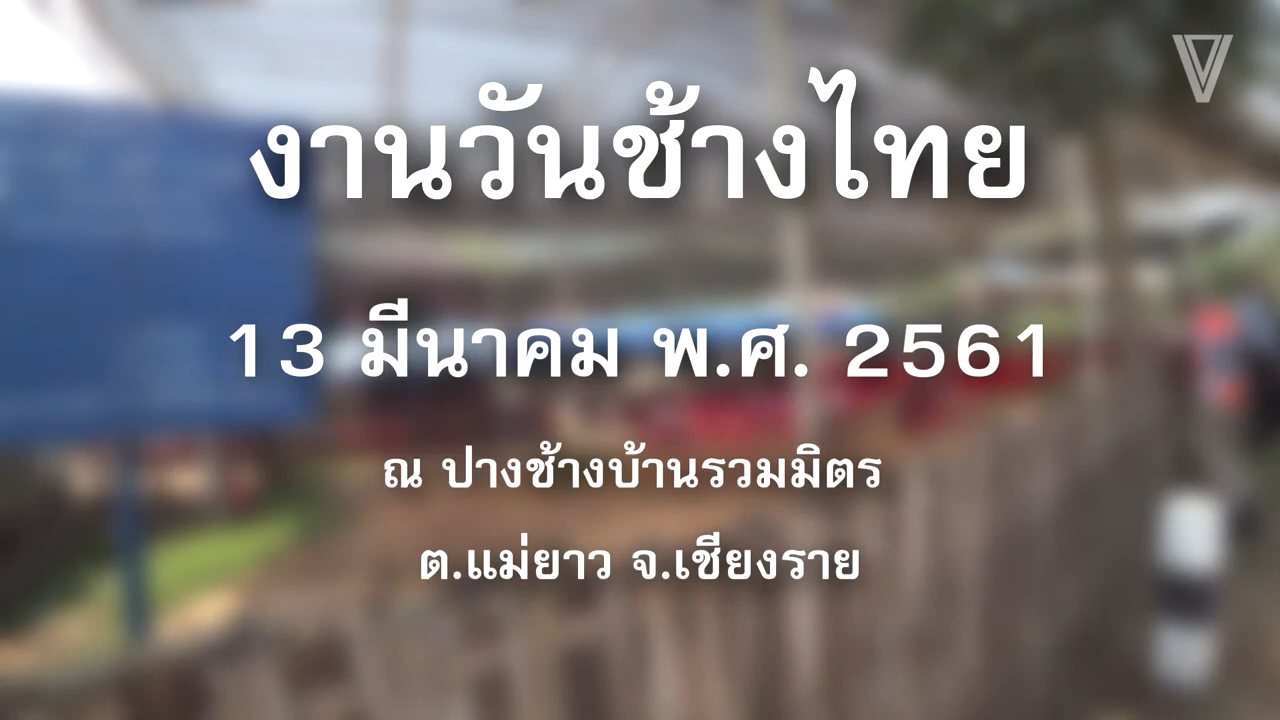 งานวันช้างไทย
13 มีนาคม พ.ศ. 2561
ณ ปางช้างบ้านรวมมิตร
ต.แม่ยาว จ.เชียงราย